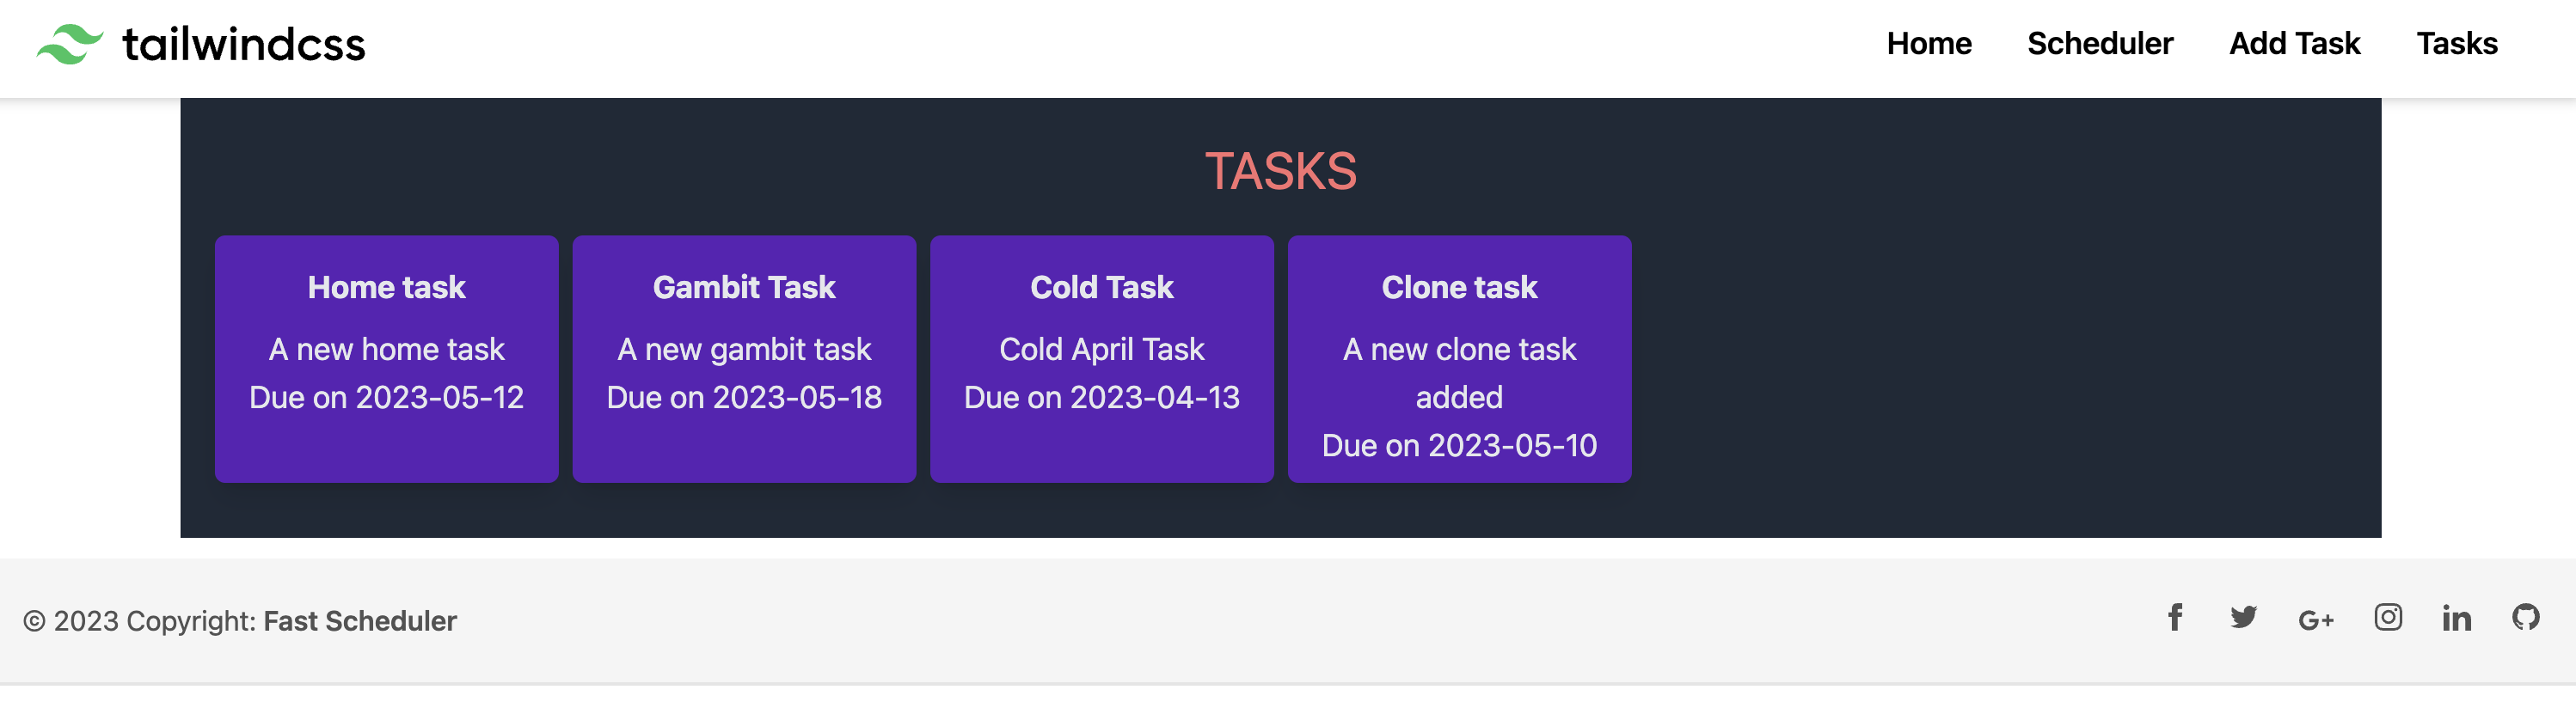 tailwindcss
Home Scheduler Add Task Tasks
TASKS
Home task
A new home task
Due on 2023-05-12
Gambit Task
A new gambit task
Due on 2023-05-18
Cold Task
Cold April Task
Due on 2023-04-13
Clone task
A new clone task
added
Due on 2023-05-10
© 2023 Copyright: Fast Scheduler